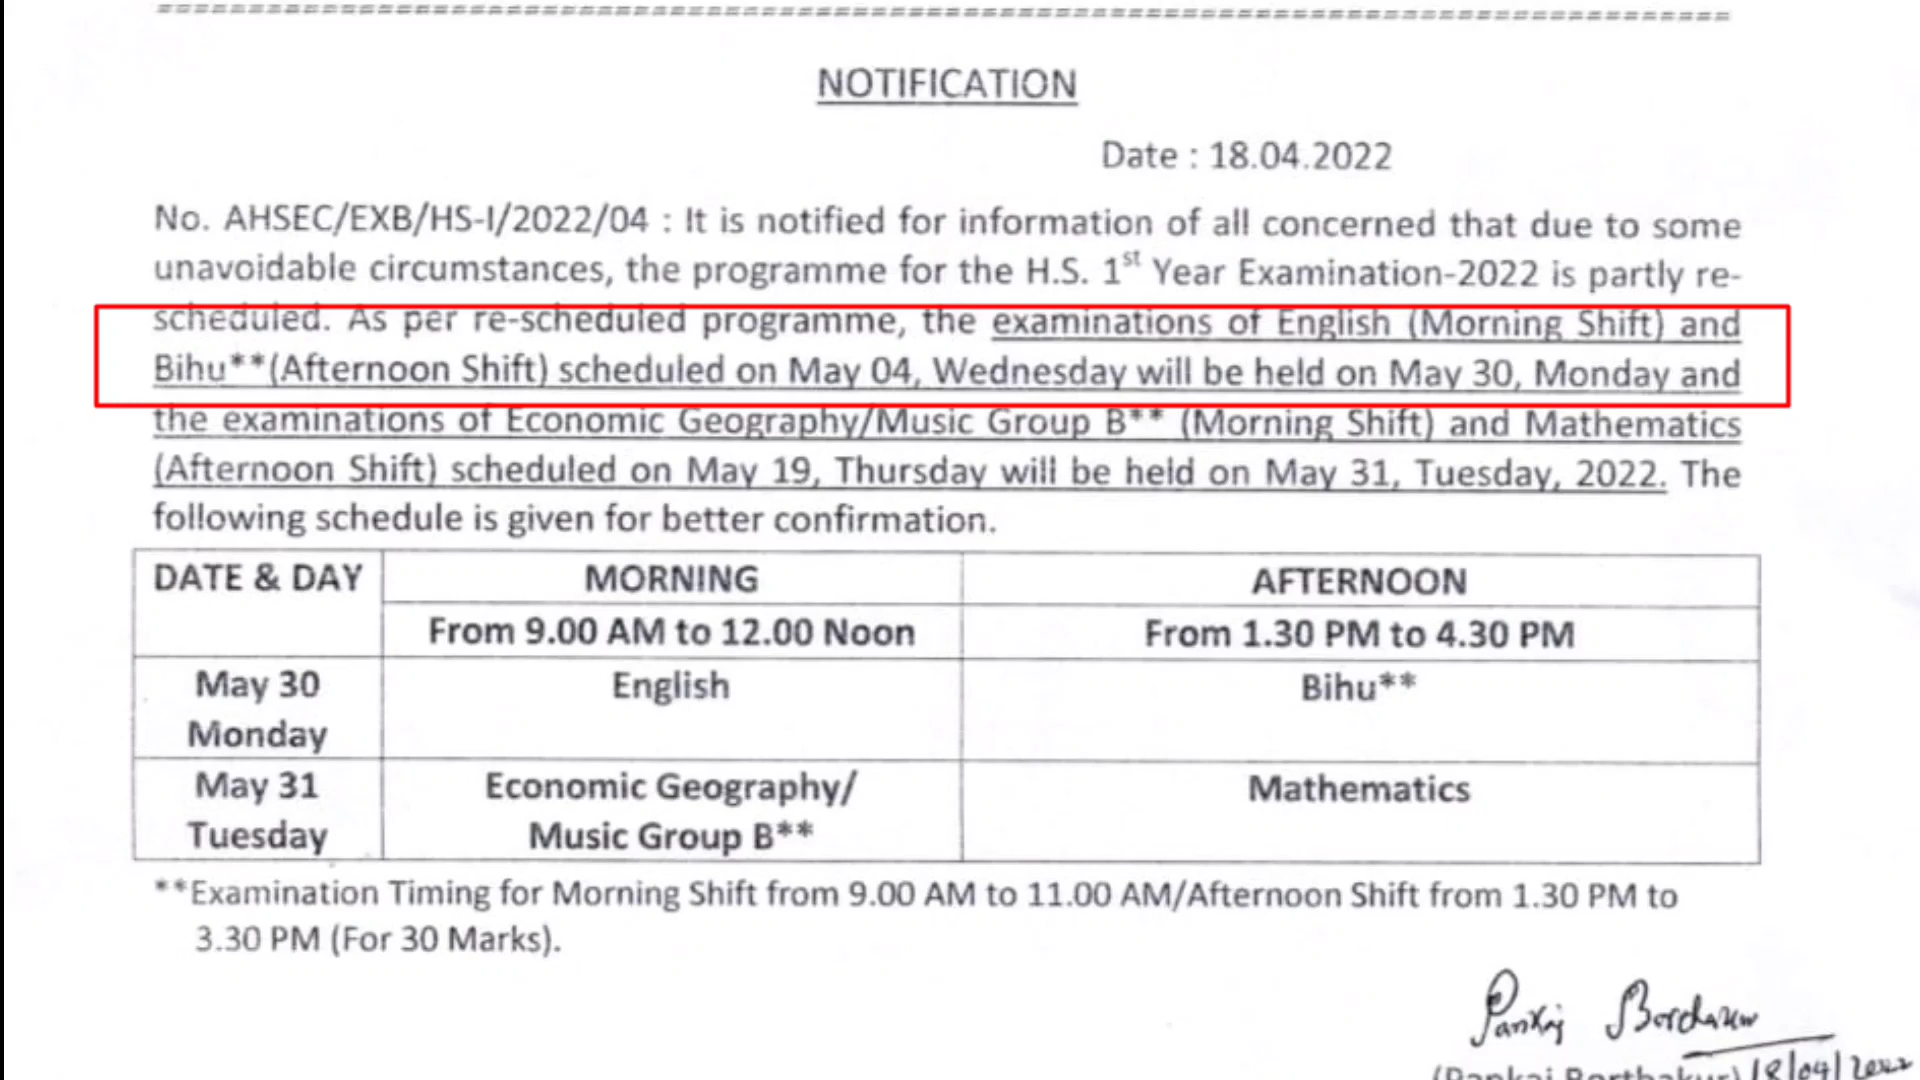 NOTIFICATION
Date : 18.04.2022
No. AHSEC/EXB/HS-I/2022/04 : It is notified for information of all concerned that due to some
unavoidable circumstances, the programme for the H.S. 1st Year Examination-2022 is partly re-
scheduled. As per re-scheduled programme, the examinations of English (Morning Shift) and
Bihu**(Afternoon Shift) scheduled on May 04, Wednesday will be held on May 30, Monday and
the examinations of Economic Geography/Music Group B** (Morning Shift) and Mathematics
(Afternoon Shift) scheduled on May 19, Thursday will be held on May 31, Tuesday, 2022. The
following schedule is given for better confirmation.
DATE & DAY MORNING AFTERNOON
From 9.00 AM to 12.00 Noon From 1.30 PM to 4.30 PM
May 30 English Bihu**
Monday
May 31 Economic Geography/ Mathematics
Tuesday Music Group B**
**Examination Timing for Morning Shift from 9.00 AM to 11.00 AM/Afternoon Shift from 1.30 PM to
3.30 PM (For 30 Marks).
Pankaj Borthakur
(Pankaj Borthakur) 18/04/2022